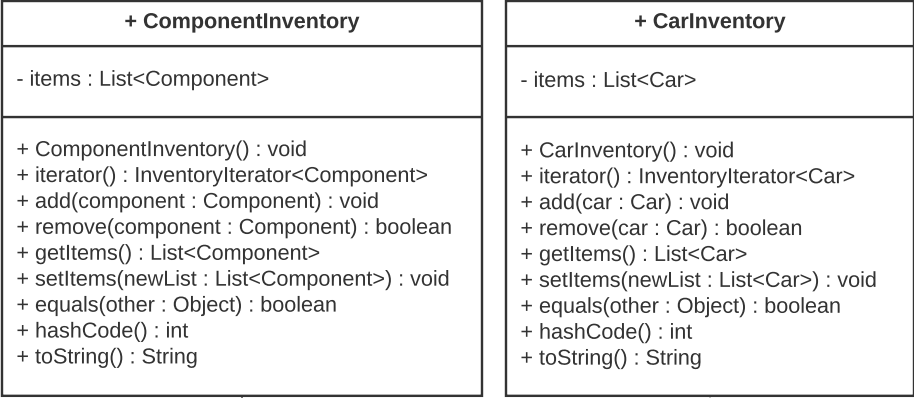 + ComponentInventory
- items : List<Component>
+ ComponentInventory() : void
+ iterator() : InventoryIterator<Component>
+ add(component : Component) : void
+ remove(component : Component) : boolean
+ getItems() : List<Component>
+ setItems(newList : List<Component>) : void
+ equals(other : Object) : boolean
+ hashCode() : int
+ toString() : String
+ CarInventory
- items : List<Car>
+ CarInventory() : void
+ iterator() : InventoryIterator<Car>
+ add(car : Car) : void
+ remove(car : Car) : boolean
+ getItems() : List<Car>
+ setItems(newList : List<Car>) : void
+ equals(other : Object) : boolean
+ hashCode() : int
+ toString() : String